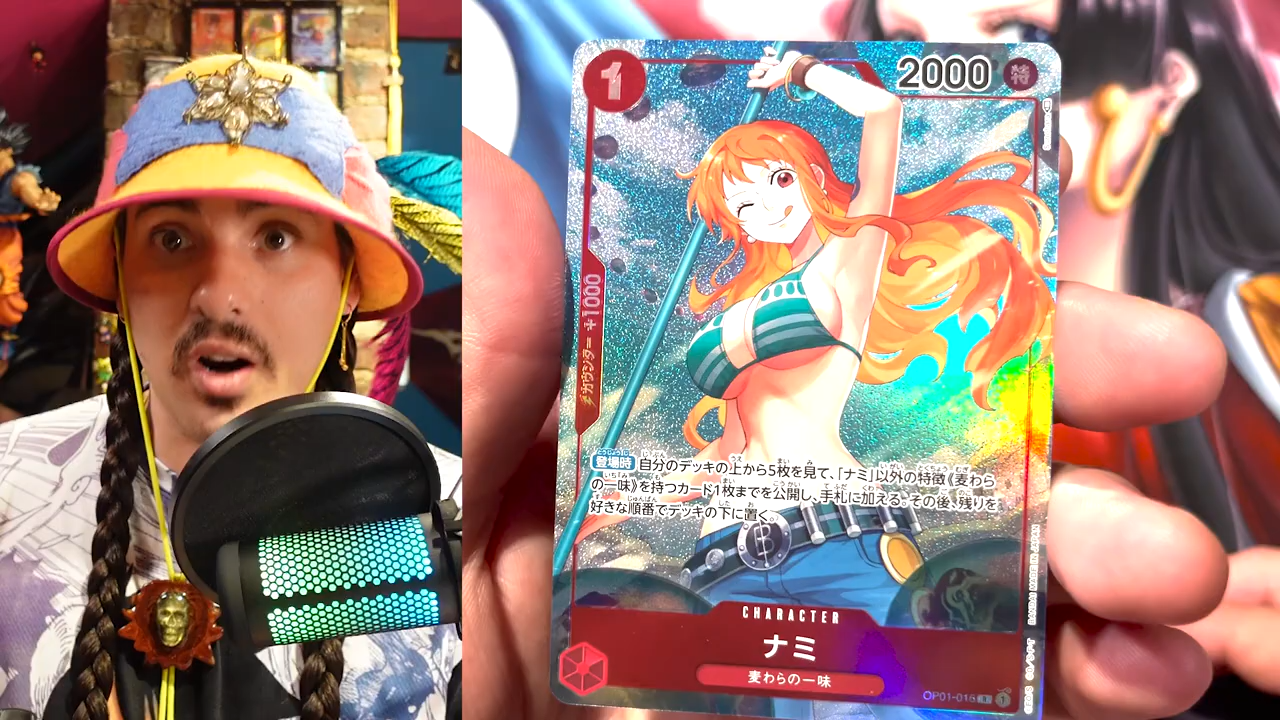 1
2000
特
カウンター +1000
登場時 自分のデッキの上から5枚を見て、「ナミ」以外の特徴《麦わら
の一味》を持つカード1枚までを公開し、手札に加える。その後、残りを
好きな順番でデッキの下に置く。
CHARACTER
ナミ
麦わらの一味
OP01-016 R